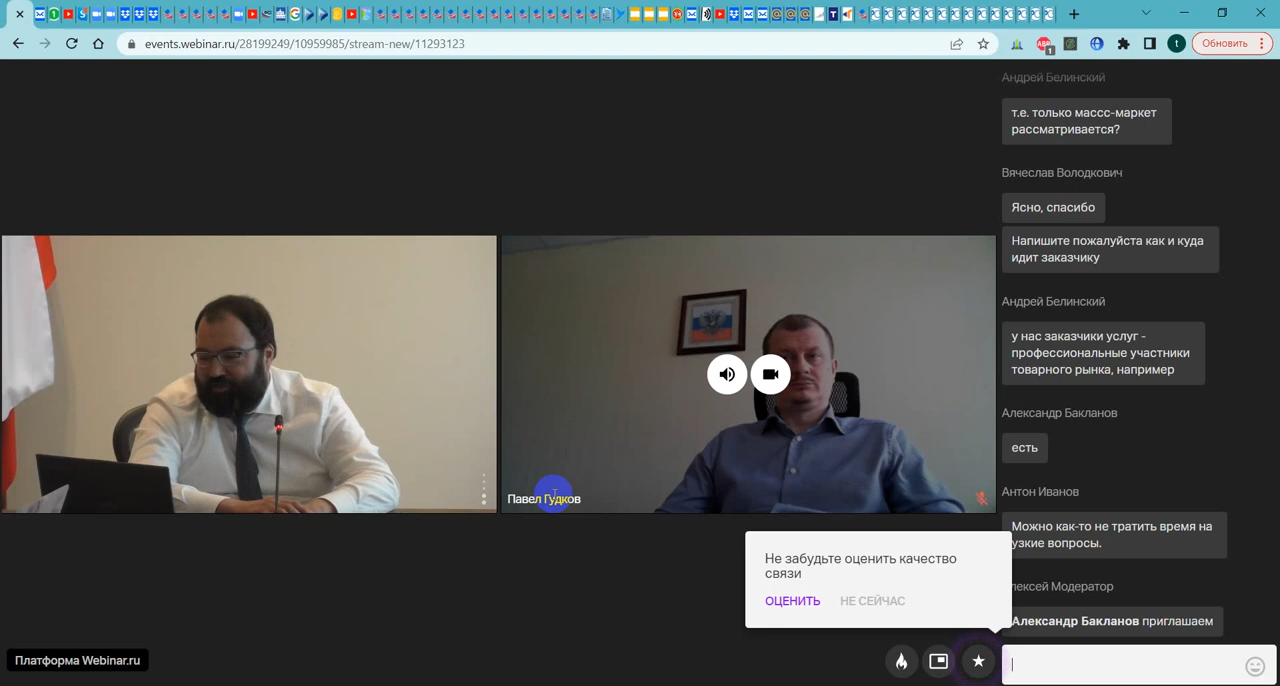 events.webinar.ru/28199249/10959985/stream-new/11293123
Обновить
Андрей Белинский
т.е. только массс-маркет
рассматривается?
Вячеслав Володкович
Ясно, спасибо
Напишите пожалуйста как и куда
идит заказчику
Андрей Белинский
у нас заказчики услуг -
профессиональные участники
товарного рынка, например
Александр Бакланов
есть
Антон Иванов
Можно как-то не тратить время на
узкие вопросы.
лексей Модератор
Александр Бакланов приглашаем
Павел Гудков
Не забудьте оценить качество
связи
ОЦЕНИТЬ НЕ СЕЙЧАС
Платформа Webinar.ru